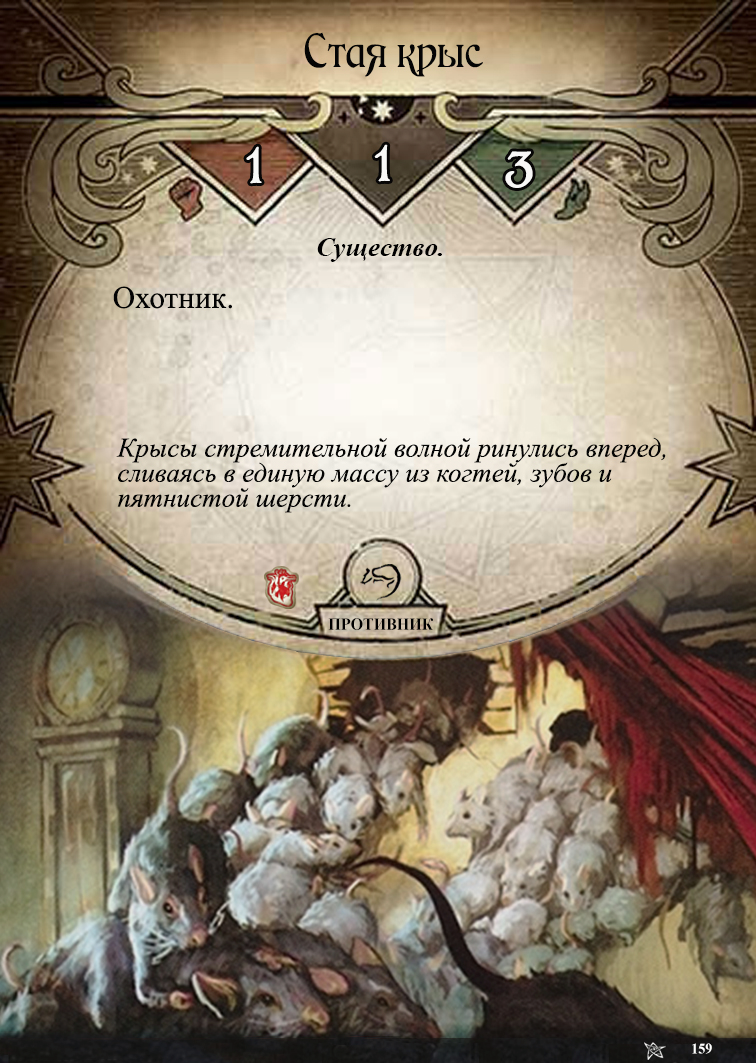 Стая крыс
1 1 3
Существо.
Охотник.
Крысы стремительной волной ринулись вперед,
сливаясь в единую массу из когтей, зубов и
пятнистой шерсти.
ПРОТИВНИК
159